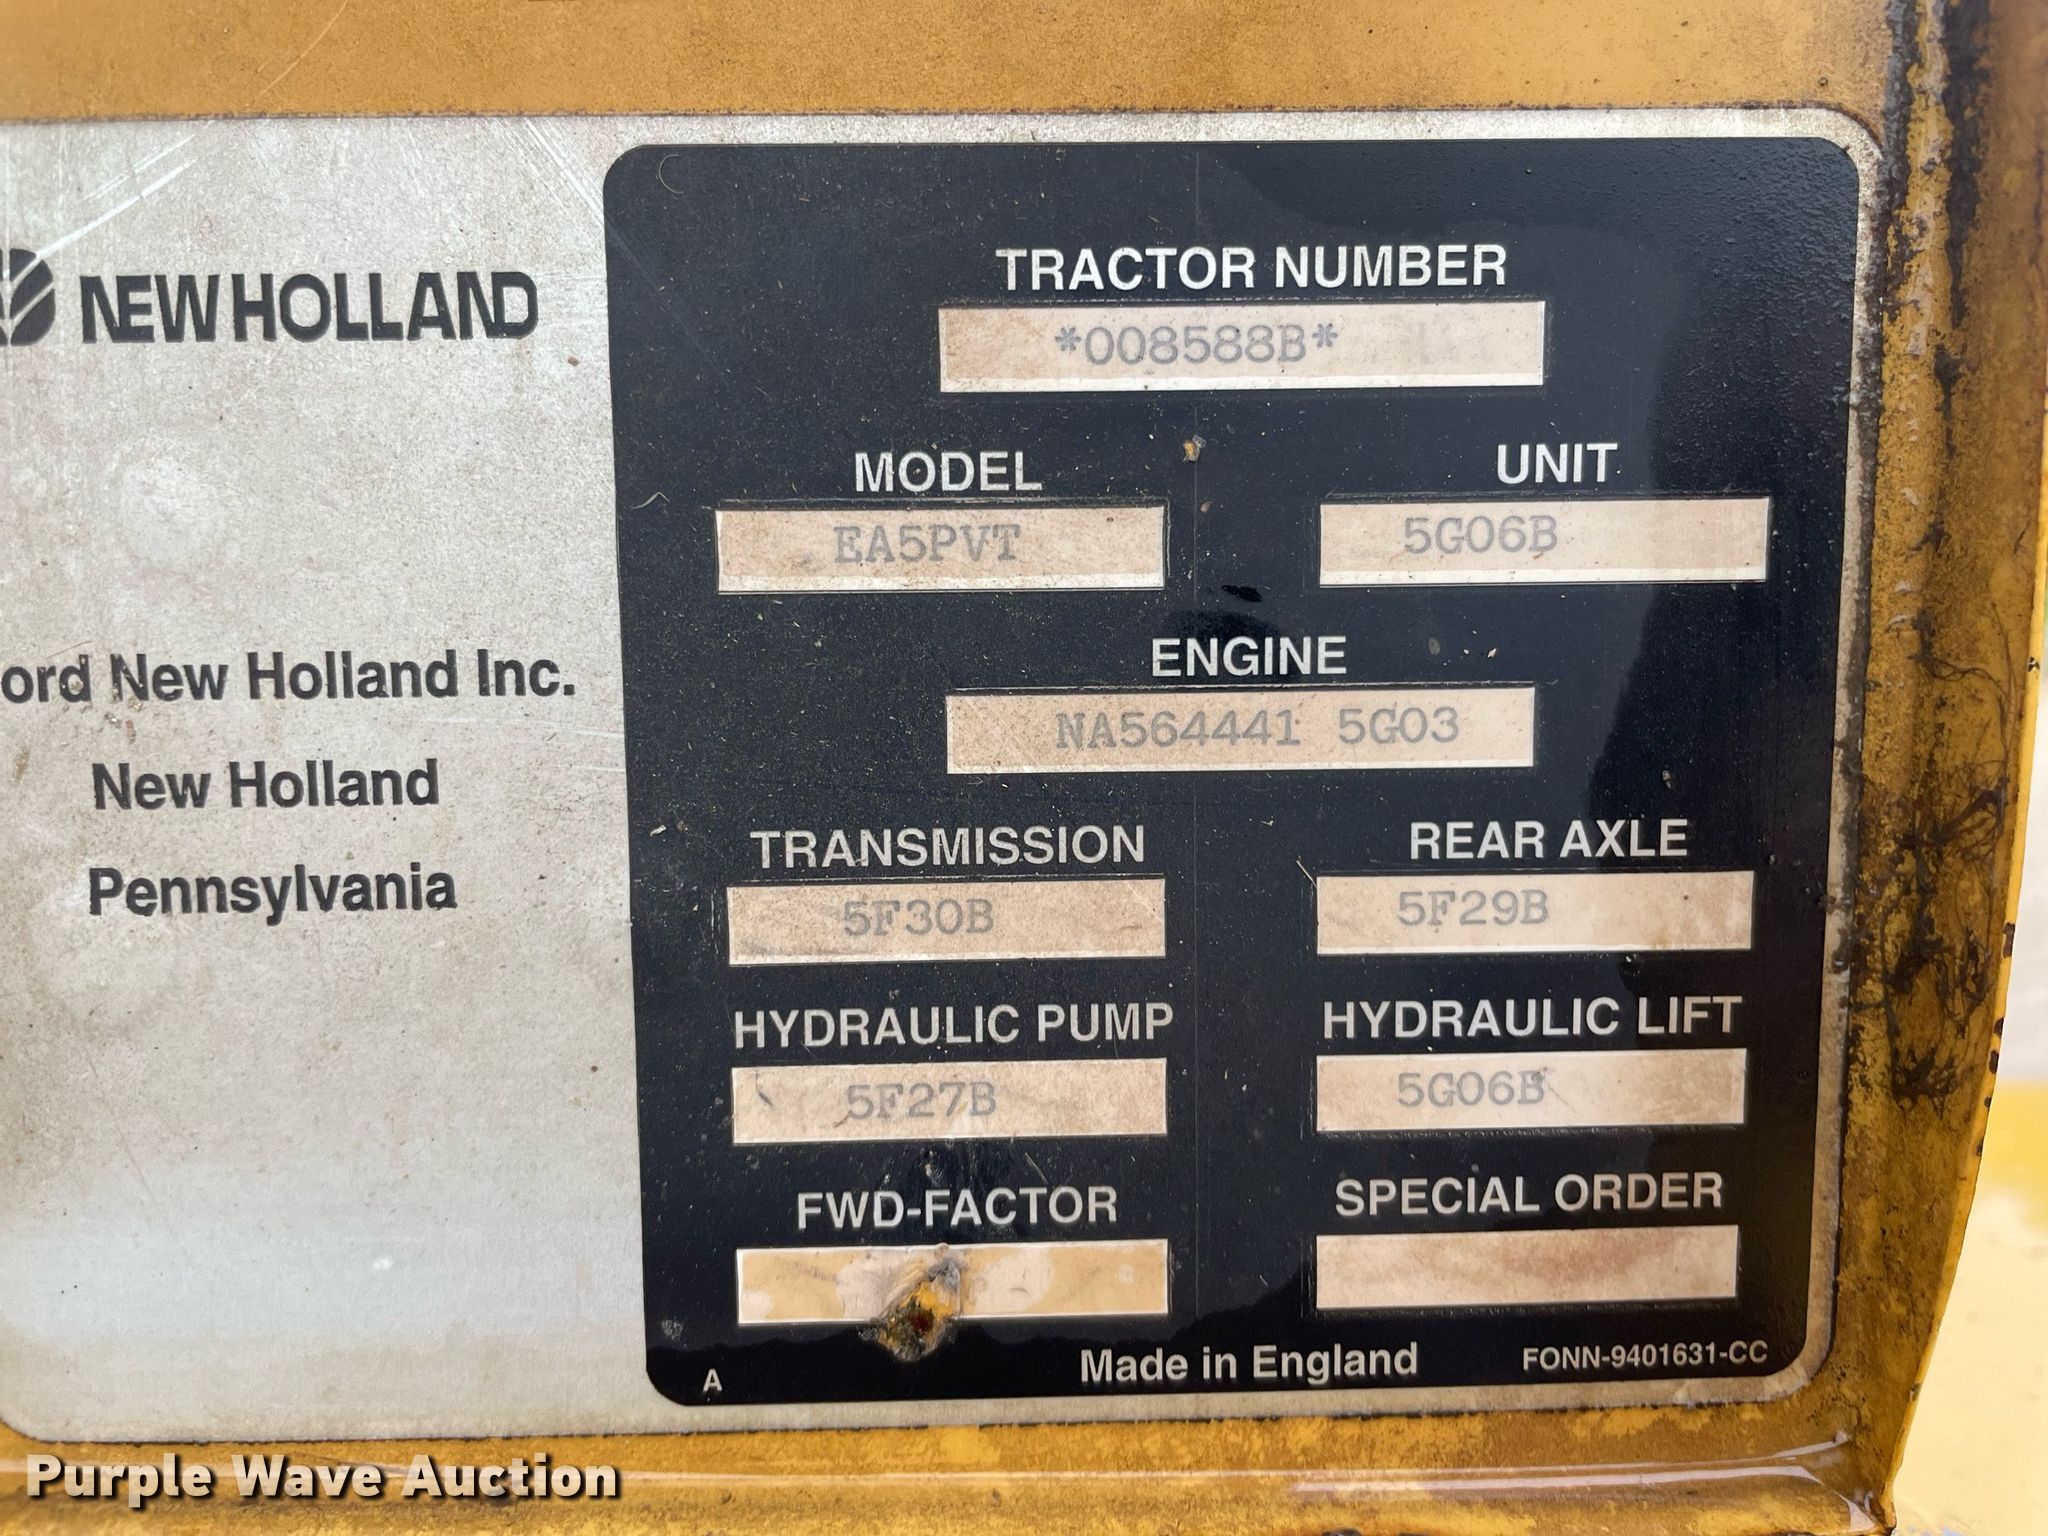 NEW HOLLAND
ord New Holland Inc.
New Holland
Pennsylvania
TRACTOR NUMBER
*008588B*
MODEL
UNIT
EA5PVT
5G06B
ENGINE
NA564441 5G03
TRANSMISSION
REAR AXLE
5F30B
5F29B
HYDRAULIC PUMP
HYDRAULIC LIFT
5F27B
5G06B
FWD-FACTOR
SPECIAL ORDER
A
Made in England
FONN-9401631-CC
Purple Wave Auction